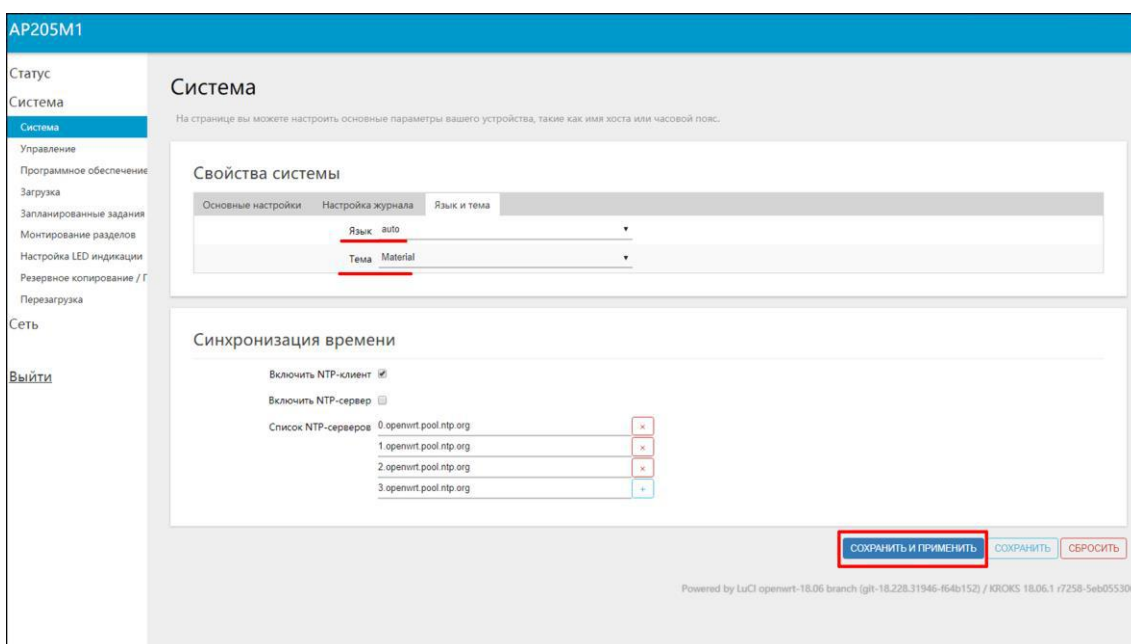 AP205M1
Статус
Система
Система
Управление
Программное обеспечение
Загрузка
Запланированные задания
Монтирование разделов
Настройка LED индикации
Резервное копирование / П
Перезагрузка
Сеть
Выйти
Система
На странице вы можете настроить основные параметры вашего устройства, такие как имя хоста или часовой пояс.
Свойства системы
Основные настройки Настройка журнала Язык и тема
Язык auto
Тема Material
Синхронизация времени
Включить NTP-клиент
Включить NTP-сервер
Список NTP-серверов 0.openwrt.pool.ntp.org ×
1.openwrt.pool.ntp.org ×
2.openwrt.pool.ntp.org ×
3.openwrt.pool.ntp.org +
СОХРАНИТЬ И ПРИМЕНИТЬ СОХРАНИТЬ СБРОСИТЬ
Powered by LuCI openwrt-18.06 branch (git-18.228.31946-f64b152) / KROKS 18.06.1 r7258-5eb05530